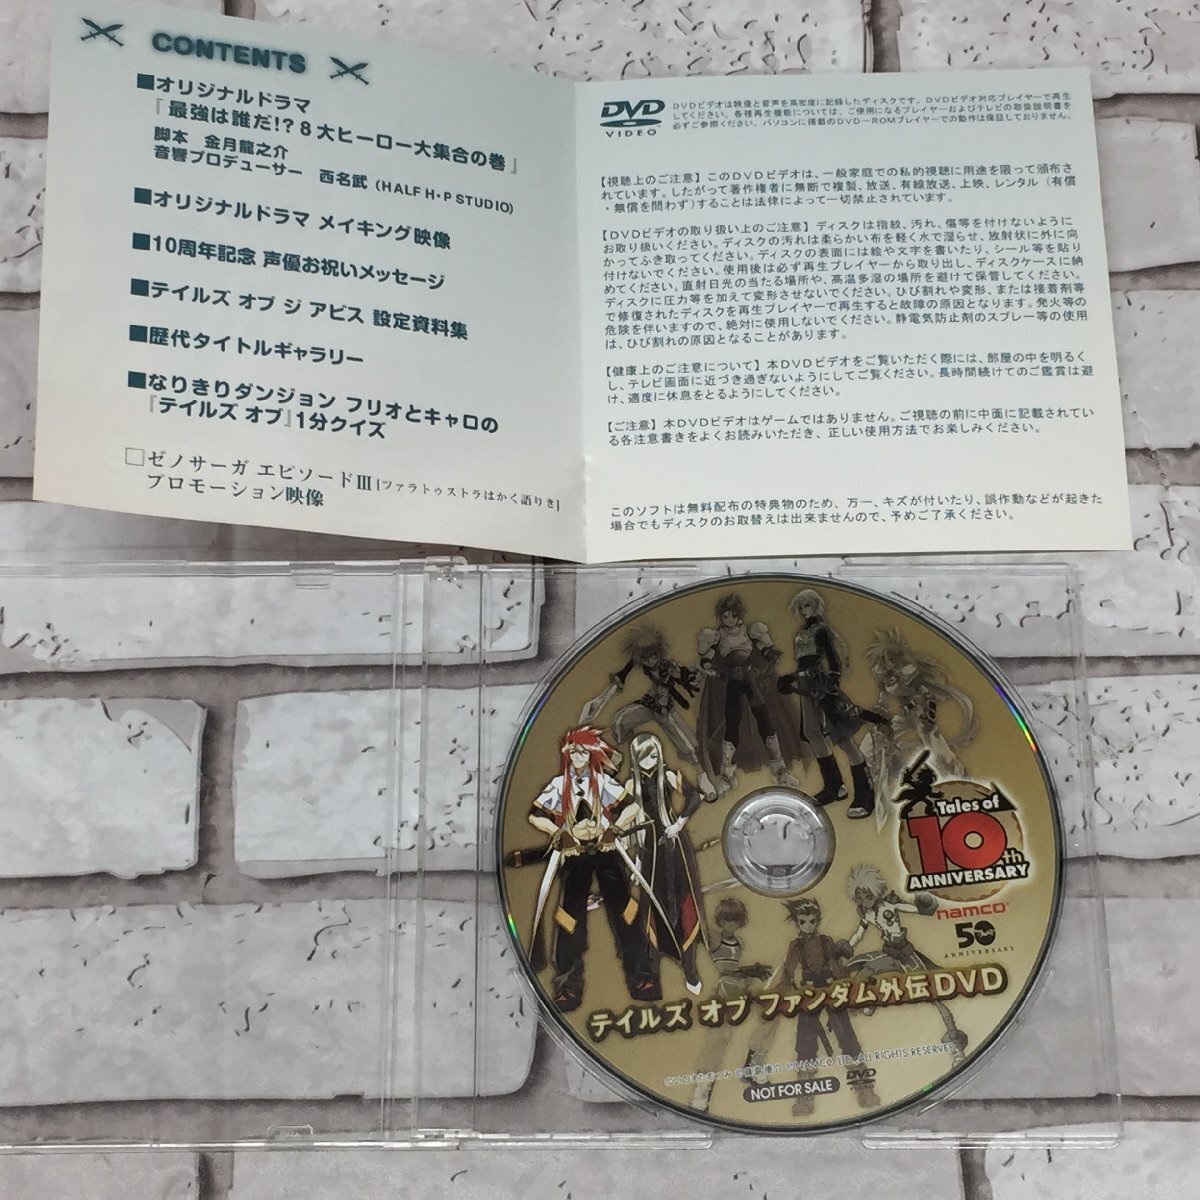 CONTENTS
■オリジナルドラマ
『最強は誰だ!?8大ヒーロー大集合の巻』
脚本 金月龍之介
音響プロデューサー 西名武 (HALF H・P STUDIO)
■オリジナルドラマ メイキング映像
■10周年記念 声優お祝いメッセージ
■テイルズ オブ ジ アビス 設定資料集
■歴代タイトルギャラリー
■なりきりダンジョン フリオとキャロの
『テイルズ オブ』1分クイズ
□ゼノサーガ エピソードⅢ[ツァラトゥストラはかく語りき]
プロモーション映像
DVD
VIDEO
DVDビデオは映像と音声を高密度に記録したディスクです。DVDビデオ対応プレイヤーで再生
してください。各種再生機能については、ご使用になるプレイヤーおよびテレビの取扱説明書を
必ずご参照ください。パソコンに搭載のDVD-ROMプレイヤーでの動作は保証しておりません。
【視聴上のご注意】このDVDビデオは、一般家庭での私的視聴に用途を限って頒布さ
れています。したがって著作権者に無断で複製、放送、有線放送、上映、レンタル(有償
・無償を問わず)することは法律によって一切禁止されています。
【DVDビデオの取り扱い上のご注意】ディスクは指紋、汚れ、傷等を付けないように
お取り扱いください。ディスクの汚れは柔らかい布を軽く水で湿らせ、放射状に外に向
かってふき取ってください。ディスクの表面には絵や文字を書いたり、シール等を貼り
付けないでください。使用後は必ず再生プレイヤーから取り出し、ディスクケースに納
めてください。直射日光の当たる場所や、高温多湿の場所を避けて保管してください。
ディスクに圧力等を加えて変形させないでください。ひび割れや変形、または接着剤等
で修復されたディスクを再生プレイヤーで再生すると故障の原因となります。発火等の
危険を伴いますので、絶対に使用しないでください。静電気防止剤のスプレー等の使用
は、ひび割れの原因となることがあります。
【健康上のご注意について】本DVDビデオをご覧いただく際には、部屋の中を明るく
し、テレビ画面に近づき過ぎないようにしてご覧ください。長時間続けてのご鑑賞は避
け、適度に休息をとるようにしてください。
【ご注意】本DVDビデオはゲームではありません。ご視聴の前に中面に記載されてい
る各注意書きをよくお読みいただき、正しい使用方法でお楽しみください。
このソフトは無料配布の特典物のため、万一、キズが付いたり、誤作動などが起きた
場合でもディスクのお取替えは出来ませんので、予めご了承ください。
Tales of
10th
ANNIVERSARY
namco
50
ANNIVERSARY
テイルズ オブ ファンダム外伝DVD
©いのまたむつみ ©藤島康介 ©NAMCO LTD. ALL RIGHTS RESERVED.
NOT FOR SALE
DVD
VIDEO